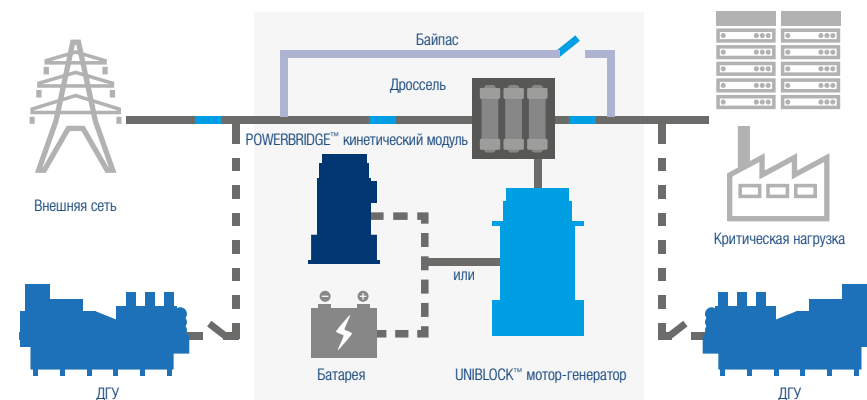 Байпас
Дроссель
POWERBRIDGE™ кинетический модуль
Внешняя сеть
Критическая нагрузка
или
Батарея
UNIBLOCK™ мотор-генератор
ДГУ
ДГУ